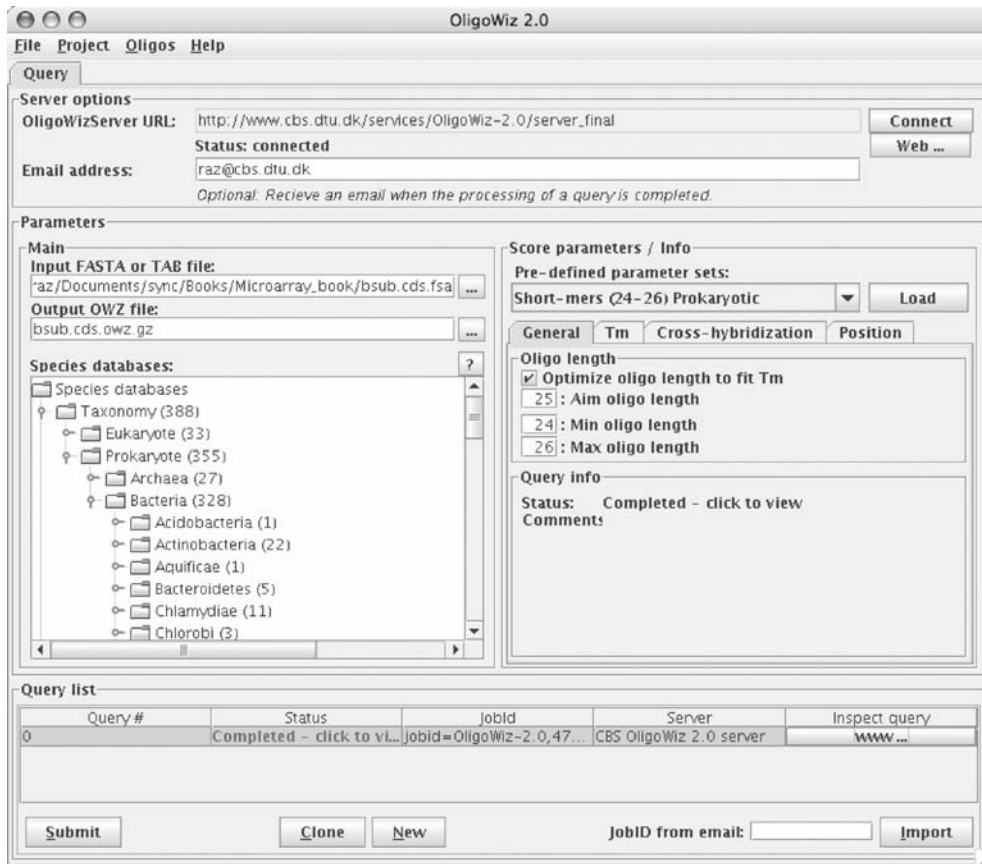 OligoWiz 2.0
File Project Oligos Help
Query
Server options
OligoWizServer URL: http://www.cbs.dtu.dk/services/OligoWiz-2.0/server_final Connect
Status: connected Web ...
Email address: raz@cbs.dtu.dk
Optional: Recieve an email when the processing of a query is completed.
Parameters
Main
Input FASTA or TAB file:
raz/Documents/sync/Books/Microarray_book/bsub.cds.fsa ...
Output OWZ file:
bsub.cds.owz.gz ...
Species databases: ?
Species databases
Taxonomy (388)
Eukaryote (33)
Prokaryote (355)
Archaea (27)
Bacteria (328)
Acidobacteria (1)
Actinobacteria (22)
Aquificae (1)
Bacteroidetes (5)
Chlamydiae (11)
Chlorobi (3)
Score parameters / Info
Pre-defined parameter sets:
Short-mers (24-26) Prokaryotic Load
General Tm Cross-hybridization Position
Oligo length
Optimize oligo length to fit Tm
25 : Aim oligo length
24 : Min oligo length
26 : Max oligo length
Query info
Status: Completed - click to view
Comments
Query list
Query # Status JobId Server Inspect query
0 Completed - click to vi... jobid=OligoWiz-2.0,47... CBS OligoWiz 2.0 server www ...
Submit Clone New JobID from email: Import